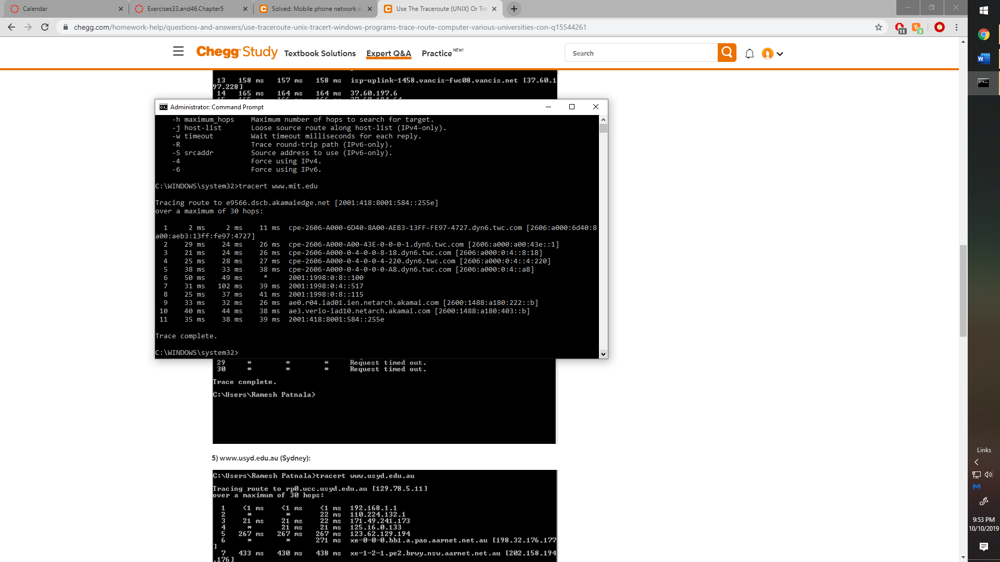 Calendar
Exercises33.and46.Chapter5
Solved: Mobile phone network o
Use The Traceroute (UNIX) Or Tra
chegg.com/homework-help/questions-and-answers/use-traceroute-unix-tracert-windows-programs-trace-route-computer-various-universities-con-q15544261
11
3
Chegg Study
Textbook Solutions
Expert Q&A
Practice NEW!
Search
13 158 ms 157 ms 158 ms isp-uplink-1458.vancis-fwc08.vancis.net [37.60.1
97.228]
14 165 ms 164 ms 164 ms 37.60.197.6
Administrator: Command Prompt
-h maximum_hops Maximum number of hops to search for target.
-j host-list Loose source route along host-list (IPv4-only).
-w timeout Wait timeout milliseconds for each reply.
-R Trace round-trip path (IPv6-only).
-S srcaddr Source address to use (IPv6-only).
-4 Force using IPv4.
-6 Force using IPv6.
C:\WINDOWS\system32>tracert www.mit.edu
Tracing route to e9566.dscb.akamaiedge.net [2001:418:8001:584::255e]
over a maximum of 30 hops:
1 2 ms 2 ms 11 ms cpe-2606-A000-6D40-8A00-AEB3-13FF-FE97-4727.dyn6.twc.com [2606:a000:6d40:8
a00:aeb3:13ff:fe97:4727]
2 29 ms 24 ms 26 ms cpe-2606-A000-A00-43E-0-0-0-1.dyn6.twc.com [2606:a000:a00:43e::1]
3 21 ms 24 ms 26 ms cpe-2606-A000-0-4-0-0-8-18.dyn6.twc.com [2606:a000:0:4::8:18]
4 25 ms 28 ms 27 ms cpe-2606-A000-0-4-0-0-4-220.dyn6.twc.com [2606:a000:0:4::4:220]
5 38 ms 33 ms 38 ms cpe-2606-A000-0-4-0-0-0-A8.dyn6.twc.com [2606:a000:0:4::a8]
6 50 ms 49 ms * 2001:1998:0:8::100
7 31 ms 102 ms 39 ms 2001:1998:0:4::517
8 25 ms 37 ms 41 ms 2001:1998:0:8::115
9 33 ms 32 ms 26 ms ae0.r04.iad01.ien.netarch.akamai.com [2600:1488:a180:222::b]
10 40 ms 44 ms 38 ms ae3.verio-iad10.netarch.akamai.com [2600:1488:a180:403::b]
11 35 ms 38 ms 39 ms 2001:418:8001:584::255e
Trace complete.
C:\WINDOWS\system32>
29 * * * Request timed out.
30 * * * Request timed out.
Trace complete.
C:\Users\Ramesh Patnala>
5) www.usyd.edu.au (Sydney):
C:\Users\Ramesh Patnala>tracert www.usyd.edu.au
Tracing route to rp0.ucc.usyd.edu.au [129.78.5.11]
over a maximum of 30 hops:
1 <1 ms <1 ms <1 ms 192.168.1.1
2 * * 22 ms 110.224.132.1
3 21 ms 21 ms 22 ms 171.49.241.173
4 * 21 ms 21 ms 125.16.0.133
5 267 ms 267 ms 267 ms 123.62.129.194
6 * * 271 ms xe-0-0-0.bb1.a.pao.aarnet.net.au [198.32.176.177
]
7 433 ms 430 ms 438 ms xe-1-2-1.pe2.brwy.nsw.aarnet.net.au [202.158.194
.176]
Links
9:53 PM
10/10/2019